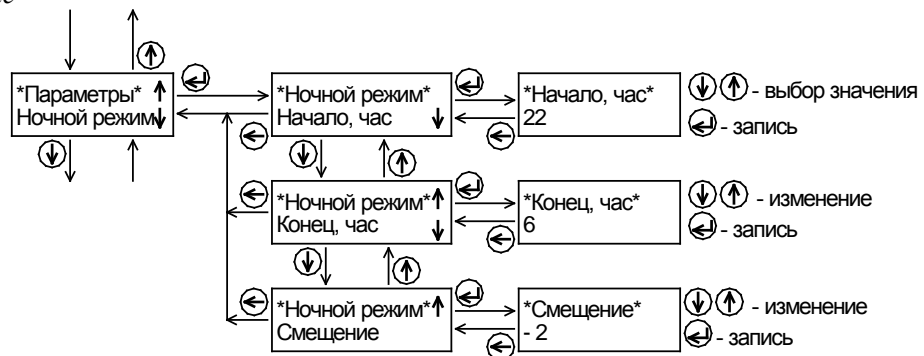 *Параметры*
Ночной режим
*Ночной режим*
Начало, час
*Начало, час*
22
- выбор значения
- запись
*Ночной режим*
Конец, час
*Конец, час*
6
- изменение
- запись
*Ночной режим*
Смещение
*Смещение*
- 2
- изменение
- запись